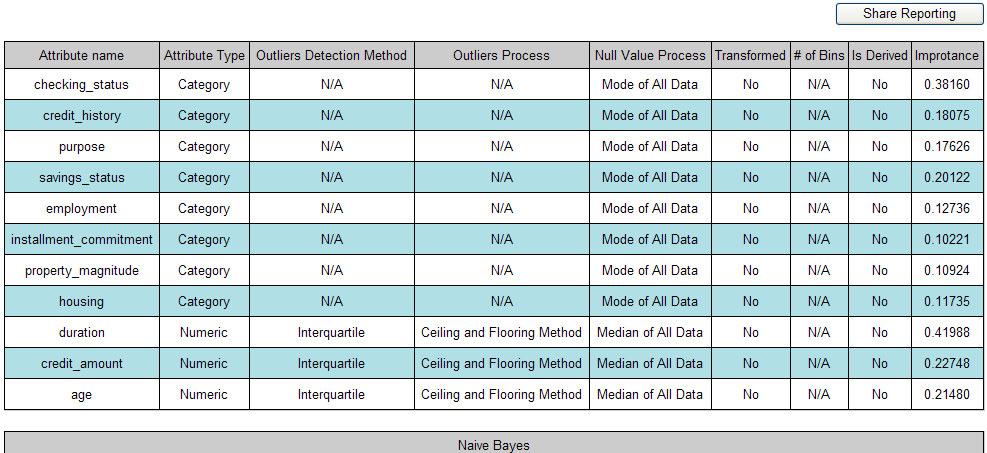 Share Reporting
Attribute name Attribute Type Outliers Detection Method Outliers Process Null Value Process Transformed # of Bins Is Derived Improtance
checking_status Category N/A N/A Mode of All Data No N/A No 0.38160
credit_history Category N/A N/A Mode of All Data No N/A No 0.18075
purpose Category N/A N/A Mode of All Data No N/A No 0.17626
savings_status Category N/A N/A Mode of All Data No N/A No 0.20122
employment Category N/A N/A Mode of All Data No N/A No 0.12736
installment_commitment Category N/A N/A Mode of All Data No N/A No 0.10221
property_magnitude Category N/A N/A Mode of All Data No N/A No 0.10924
housing Category N/A N/A Mode of All Data No N/A No 0.11735
duration Numeric Interquartile Ceiling and Flooring Method Median of All Data No N/A No 0.41988
credit_amount Numeric Interquartile Ceiling and Flooring Method Median of All Data No N/A No 0.22748
age Numeric Interquartile Ceiling and Flooring Method Median of All Data No N/A No 0.21480
Naive Bayes